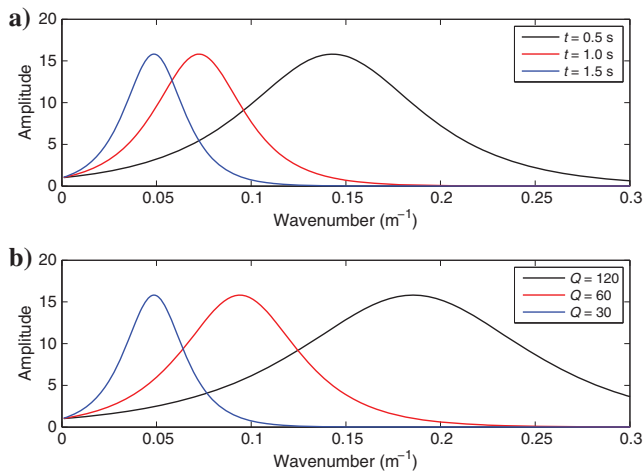 a)
20
15
10
5
0
Amplitude
t = 0.5 s
t = 1.0 s
t = 1.5 s
0 0.05 0.1 0.15 0.2 0.25 0.3
Wavenumber (m⁻¹)
b)
20
15
10
5
0
Amplitude
Q = 120
Q = 60
Q = 30
0 0.05 0.1 0.15 0.2 0.25 0.3
Wavenumber (m⁻¹)